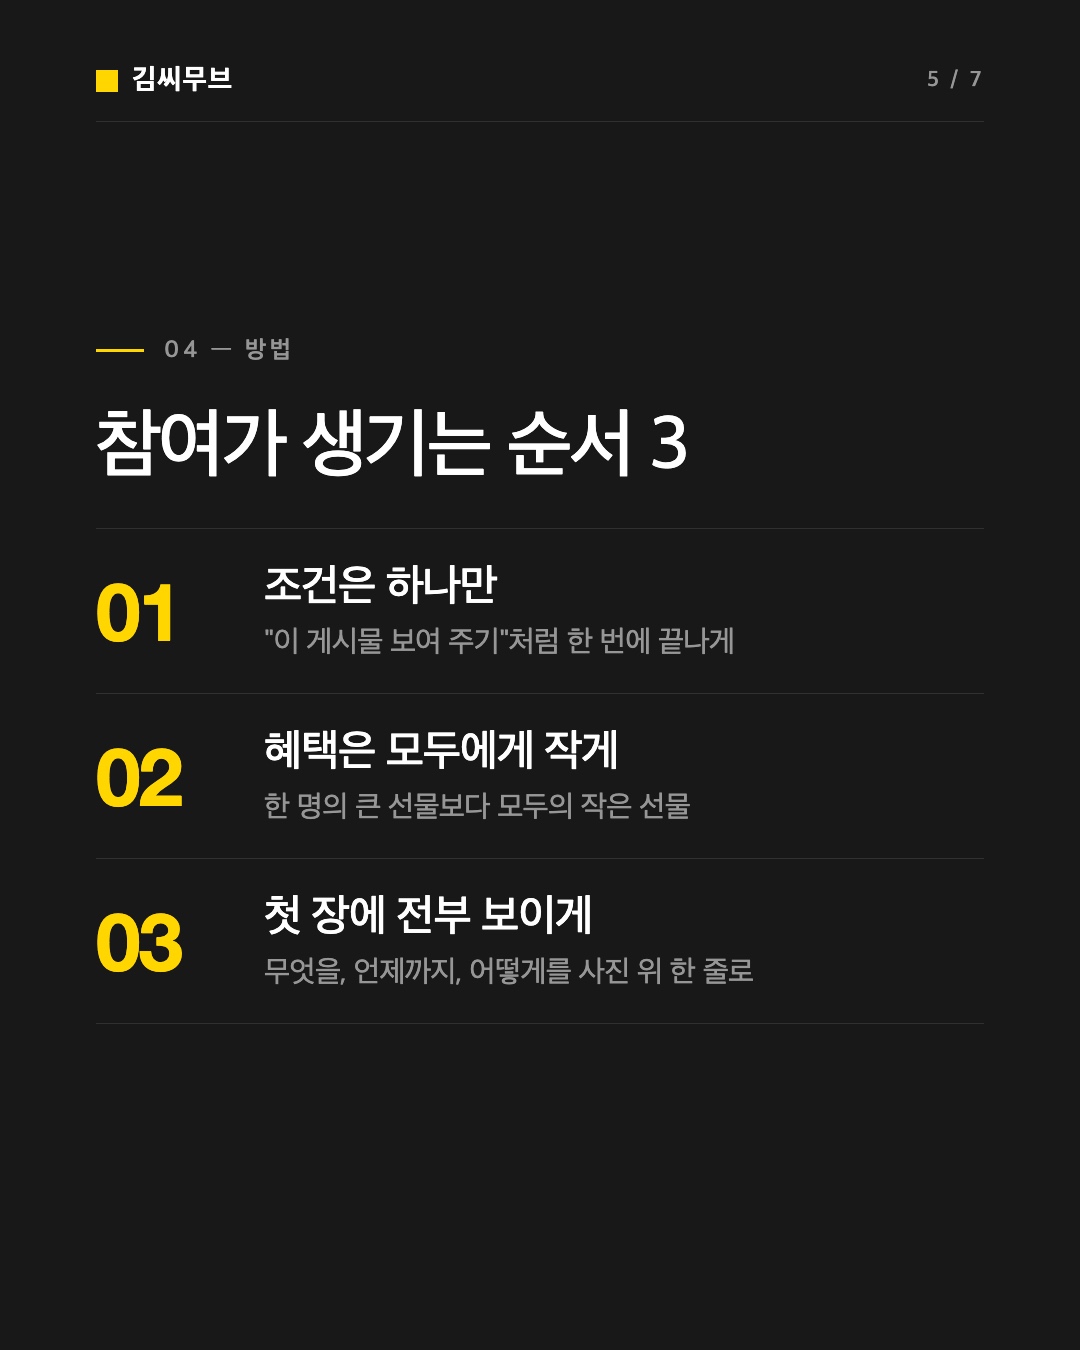 김씨무브
5 / 7
04 — 방법
참여가 생기는 순서 3
01
조건은 하나만
"이 게시물 보여 주기"처럼 한 번에 끝나게
02
혜택은 모두에게 작게
한 명의 큰 선물보다 모두의 작은 선물
03
첫 장에 전부 보이게
무엇을, 언제까지, 어떻게를 사진 위 한 줄로